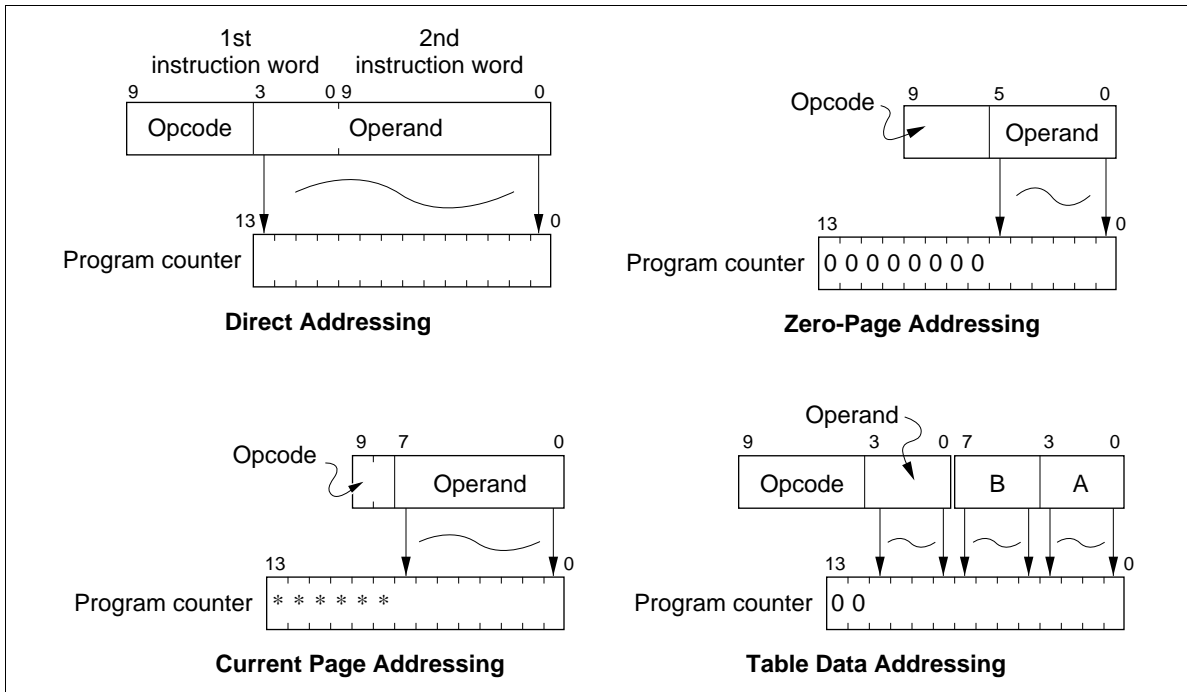 1st
instruction word
2nd
instruction word
9 3 0 9 0
Opcode Operand
13 0
Program counter
Direct Addressing
9 5 0
Opcode
Operand
13 0
Program counter 0 0 0 0 0 0 0 0
Zero-Page Addressing
9 7 0
Opcode
Operand
13 0
Program counter * * * * * *
Current Page Addressing
Operand
9 3 0 7 3 0
Opcode B A
13 0
Program counter 0 0
Table Data Addressing